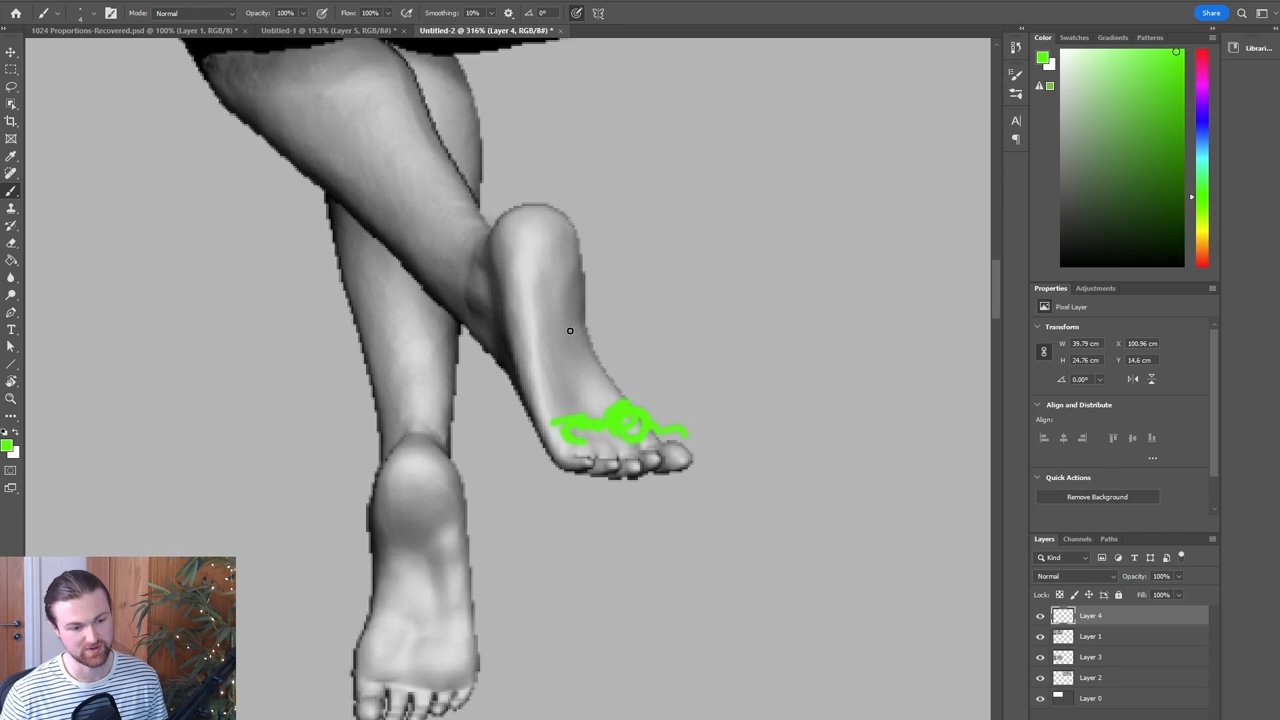 Mode: Normal Opacity: 100% Flow: 100% Smoothing: 10% 0° Share
4
1024 Proportions-Recovered.psd @ 100% (Layer 1, RGB/8) * × Untitled-1 @ 19.3% (Layer 5, RGB/8#) * × Untitled-2 @ 316% (Layer 4, RGB/8#) * ×
Color Swatches Gradients Patterns
Librari...
Properties Adjustments
Pixel Layer
Transform
W 39.79 cm X 100.96 cm
H 24.76 cm Y 14.6 cm
0.00°
Align and Distribute
Align:
Quick Actions
Remove Background
Layers Channels Paths
Kind
Normal Opacity: 100%
Lock: Fill: 100%
Layer 4
Layer 1
Layer 3
Layer 2
Layer 0